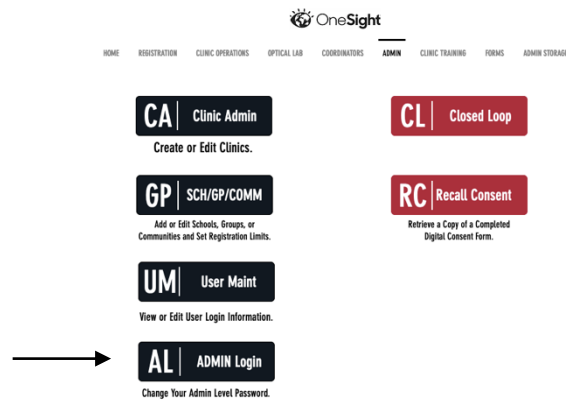 OneSight
HOME REGISTRATION CLINIC OPERATIONS OPTICAL LAB COORDINATORS ADMIN CLINIC TRAINING FORMS ADMIN STORAGE
CA Clinic Admin
Create or Edit Clinics.
GP SCH/GP/COMM
Add or Edit Schools, Groups, or
Communities and Set Registration Limits.
UM User Maint
View or Edit User Login Information.
AL ADMIN Login
Change Your Admin Level Password.
CL Closed Loop
RC Recall Consent
Retrieve a Copy of a Completed
Digital Consent Form.